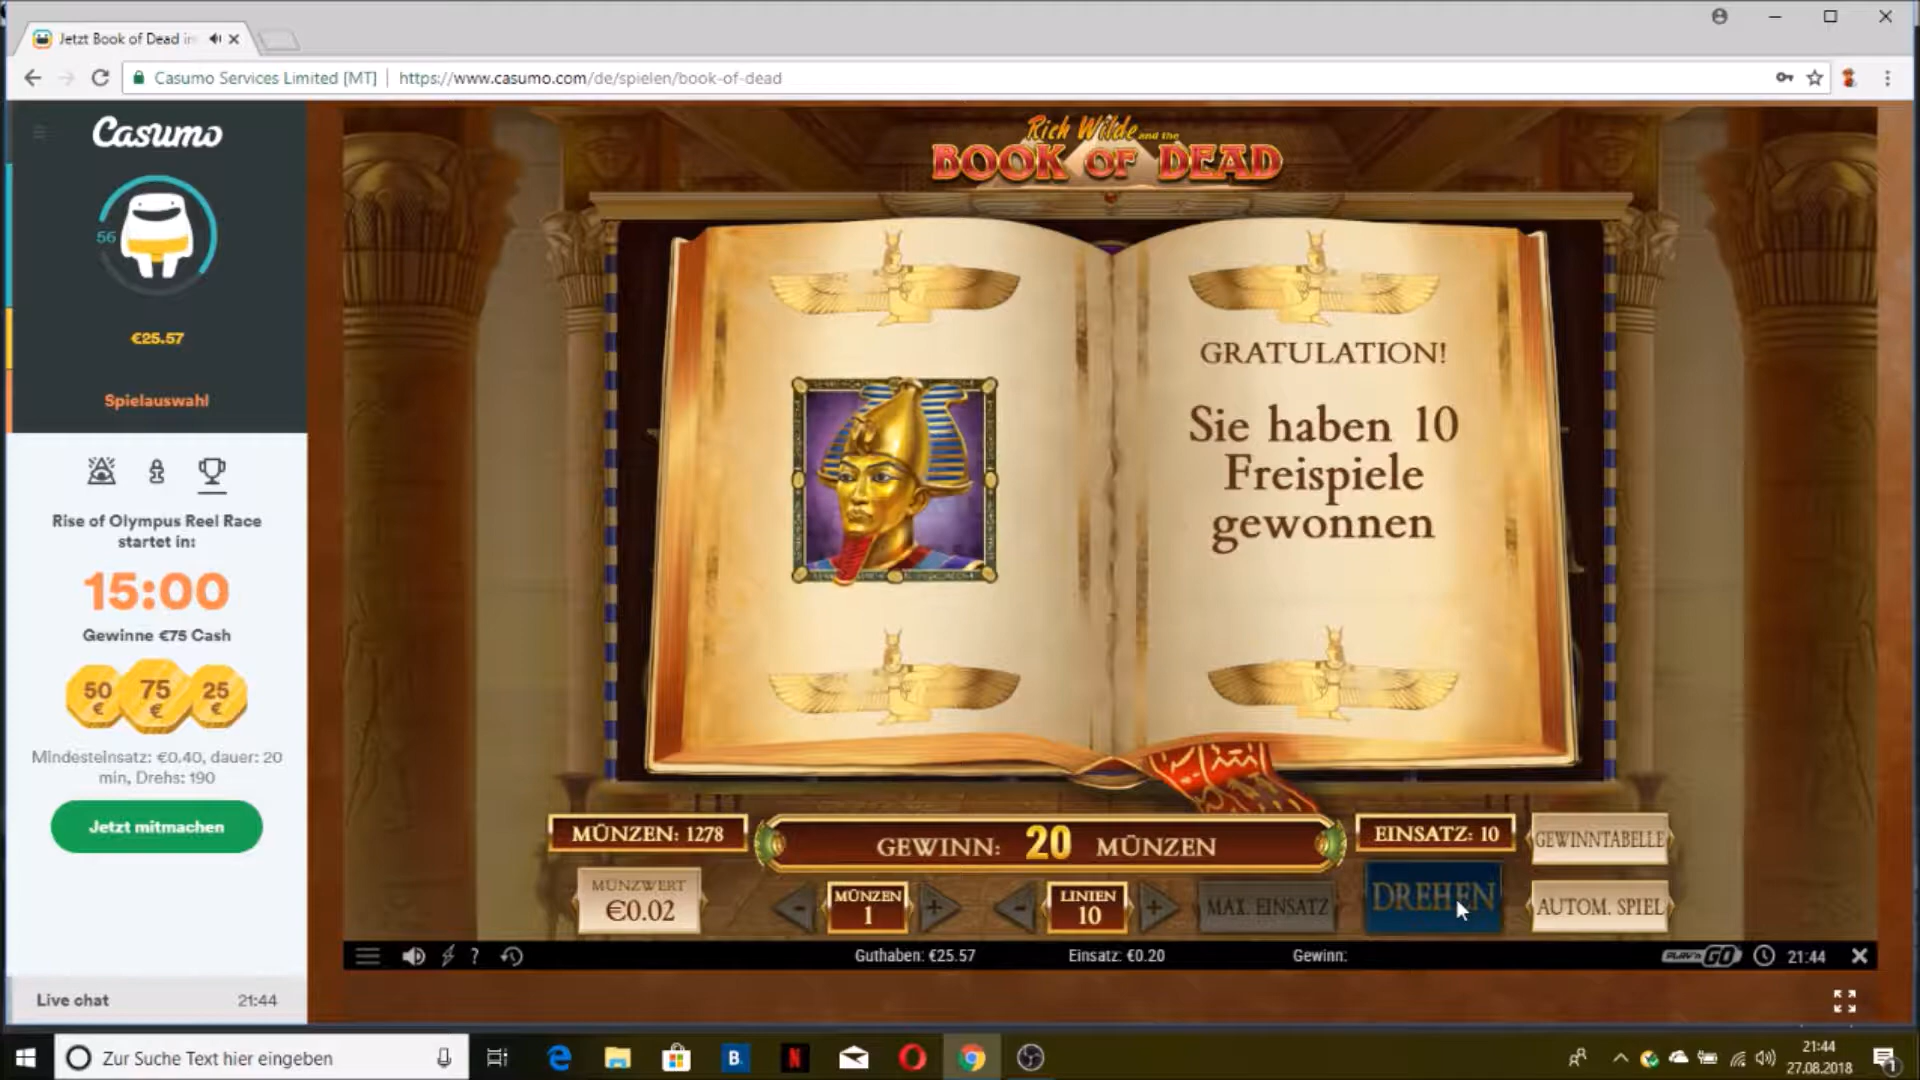 Jetzt Book of Dead in
Casumo Services Limited [MT]
https://www.casumo.com/de/spielen/book-of-dead
Casumo
56
€25.57
Spielauswahl
Rise of Olympus Reel Race
startet in:
15:00
Gewinne €75 Cash
50 €
75 €
25 €
Mindesteinsatz: €0.40, dauer: 20
min, Drehs: 190
Jetzt mitmachen
Live chat
21:44
Rich Wilde and the
BOOK OF DEAD
GRATULATION!
Sie haben 10
Freispiele
gewonnen
MÜNZEN: 1278
GEWINN: 20 MÜNZEN
EINSATZ: 10
GEWINNTABELLE
MÜNZWERT
€0.02
-
MÜNZEN
1
+
-
LINIEN
10
+
MAX. EINSATZ
DREHEN
AUTOM. SPIEL
?
Guthaben: €25.57
Einsatz: €0.20
Gewinn:
PLAY'n GO
21:44
Zur Suche Text hier eingeben
B.
N
21:44
27.08.2018
1